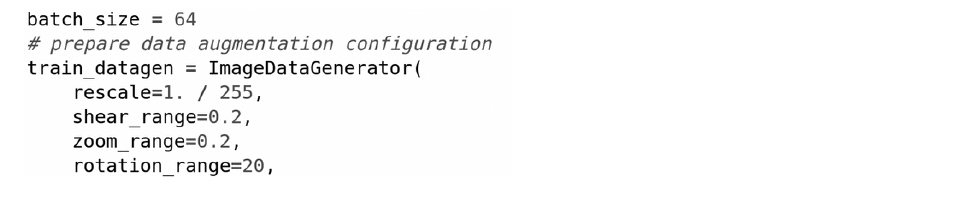 batch_size = 64
# prepare data augmentation configuration
train_datagen = ImageDataGenerator(
    rescale=1. / 255,
    shear_range=0.2,
    zoom_range=0.2,
    rotation_range=20,